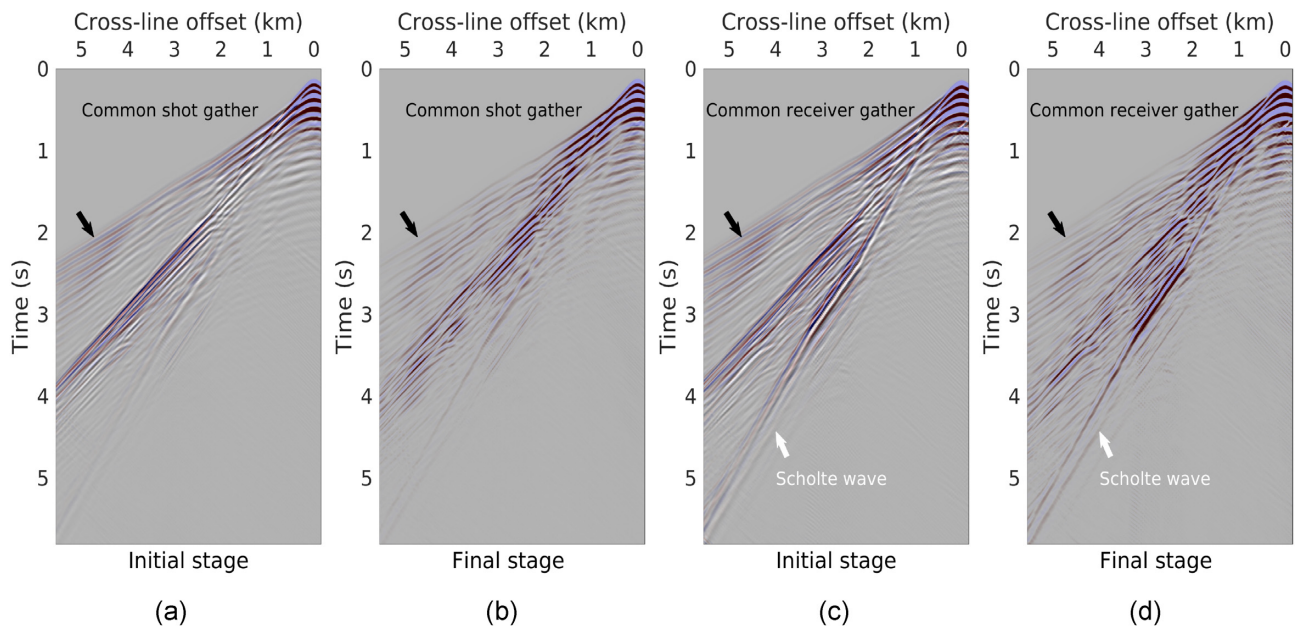 Cross-line offset (km)
5 4 3 2 1 0
0
1
2
3
4
5
Time (s)
Common shot gather
Initial stage
(a)
Cross-line offset (km)
5 4 3 2 1 0
0
1
2
3
4
5
Time (s)
Common shot gather
Final stage
(b)
Cross-line offset (km)
5 4 3 2 1 0
0
1
2
3
4
5
Time (s)
Common receiver gather
Scholte wave
Initial stage
(c)
Cross-line offset (km)
5 4 3 2 1 0
0
1
2
3
4
5
Time (s)
Common receiver gather
Scholte wave
Final stage
(d)